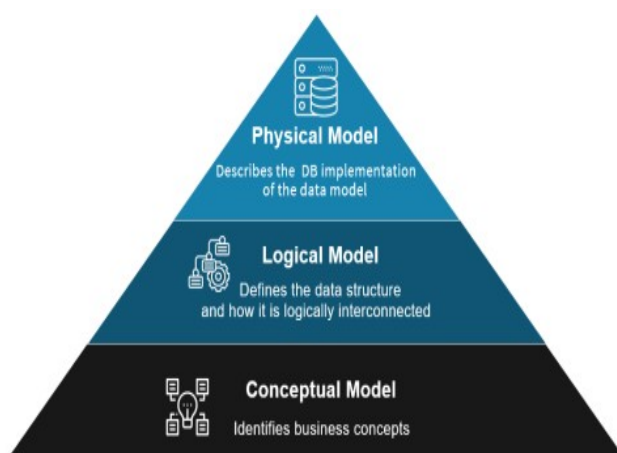 Physical Model
Describes the DB implementation
of the data model
Logical Model
Defines the data structure
and how it is logically interconnected
Conceptual Model
Identifies business concepts